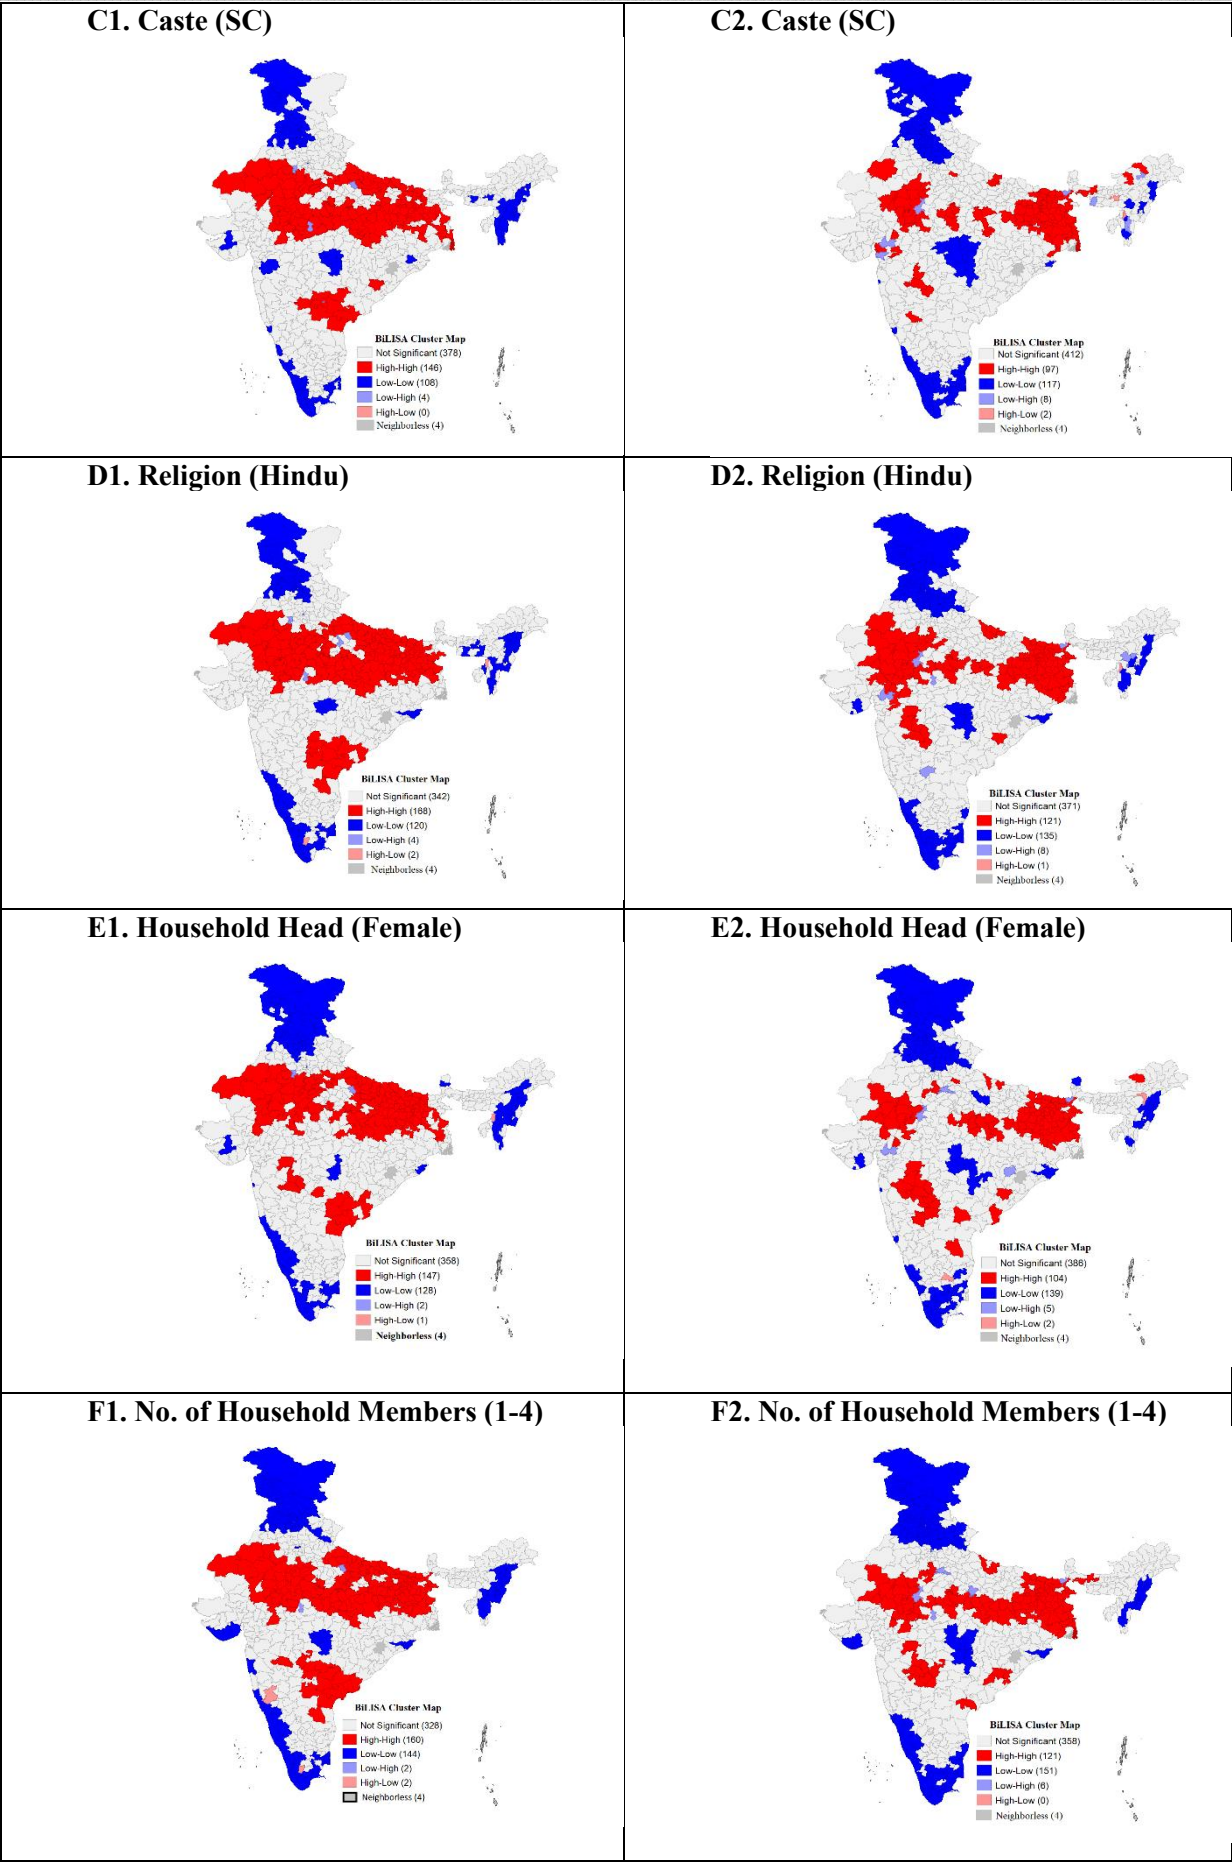 C1. Caste (SC)
BiLISA Cluster Map
Not Significant (378)
High-High (146)
Low-Low (108)
Low-High (4)
High-Low (0)
Neighborless (4)
C2. Caste (SC)
BiLISA Cluster Map
Not Significant (412)
High-High (97)
Low-Low (117)
Low-High (8)
High-Low (2)
Neighborless (4)
D1. Religion (Hindu)
BiLISA Cluster Map
Not Significant (342)
High-High (168)
Low-Low (120)
Low-High (4)
High-Low (2)
Neighborless (4)
D2. Religion (Hindu)
BiLISA Cluster Map
Not Significant (371)
High-High (121)
Low-Low (135)
Low-High (8)
High-Low (1)
Neighborless (4)
E1. Household Head (Female)
BiLISA Cluster Map
Not Significant (358)
High-High (147)
Low-Low (128)
Low-High (2)
High-Low (1)
Neighborless (4)
E2. Household Head (Female)
BiLISA Cluster Map
Not Significant (386)
High-High (104)
Low-Low (139)
Low-High (5)
High-Low (2)
Neighborless (4)
F1. No. of Household Members (1-4)
BiLISA Cluster Map
Not Significant (328)
High-High (160)
Low-Low (144)
Low-High (2)
High-Low (2)
Neighborless (4)
F2. No. of Household Members (1-4)
BiLISA Cluster Map
Not Significant (358)
High-High (121)
Low-Low (151)
Low-High (6)
High-Low (0)
Neighborless (4)